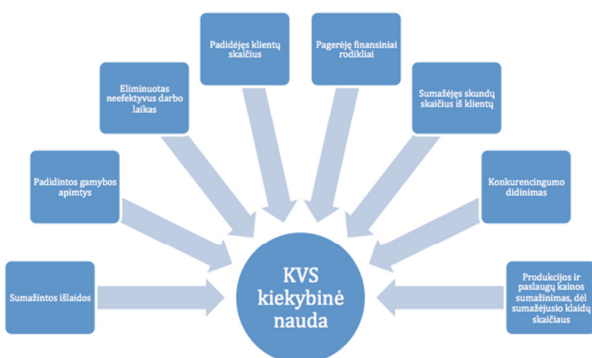 Padidėjęs klientų
skaičius
Pagerėję finansiniai
rodikliai
Eliminuotas
neefektyvus darbo
laikas
Sumažėjęs skundų
skaičius iš klientų
Padidintos gamybos
apimtys
Konkurencingumo
didinimas
Sumažintos išlaidos
KVS
kiekybinė
nauda
Produkcijos ir
paslaugų kainos
sumažinimas, dėl
sumažėjusio klaidų
skaičiaus